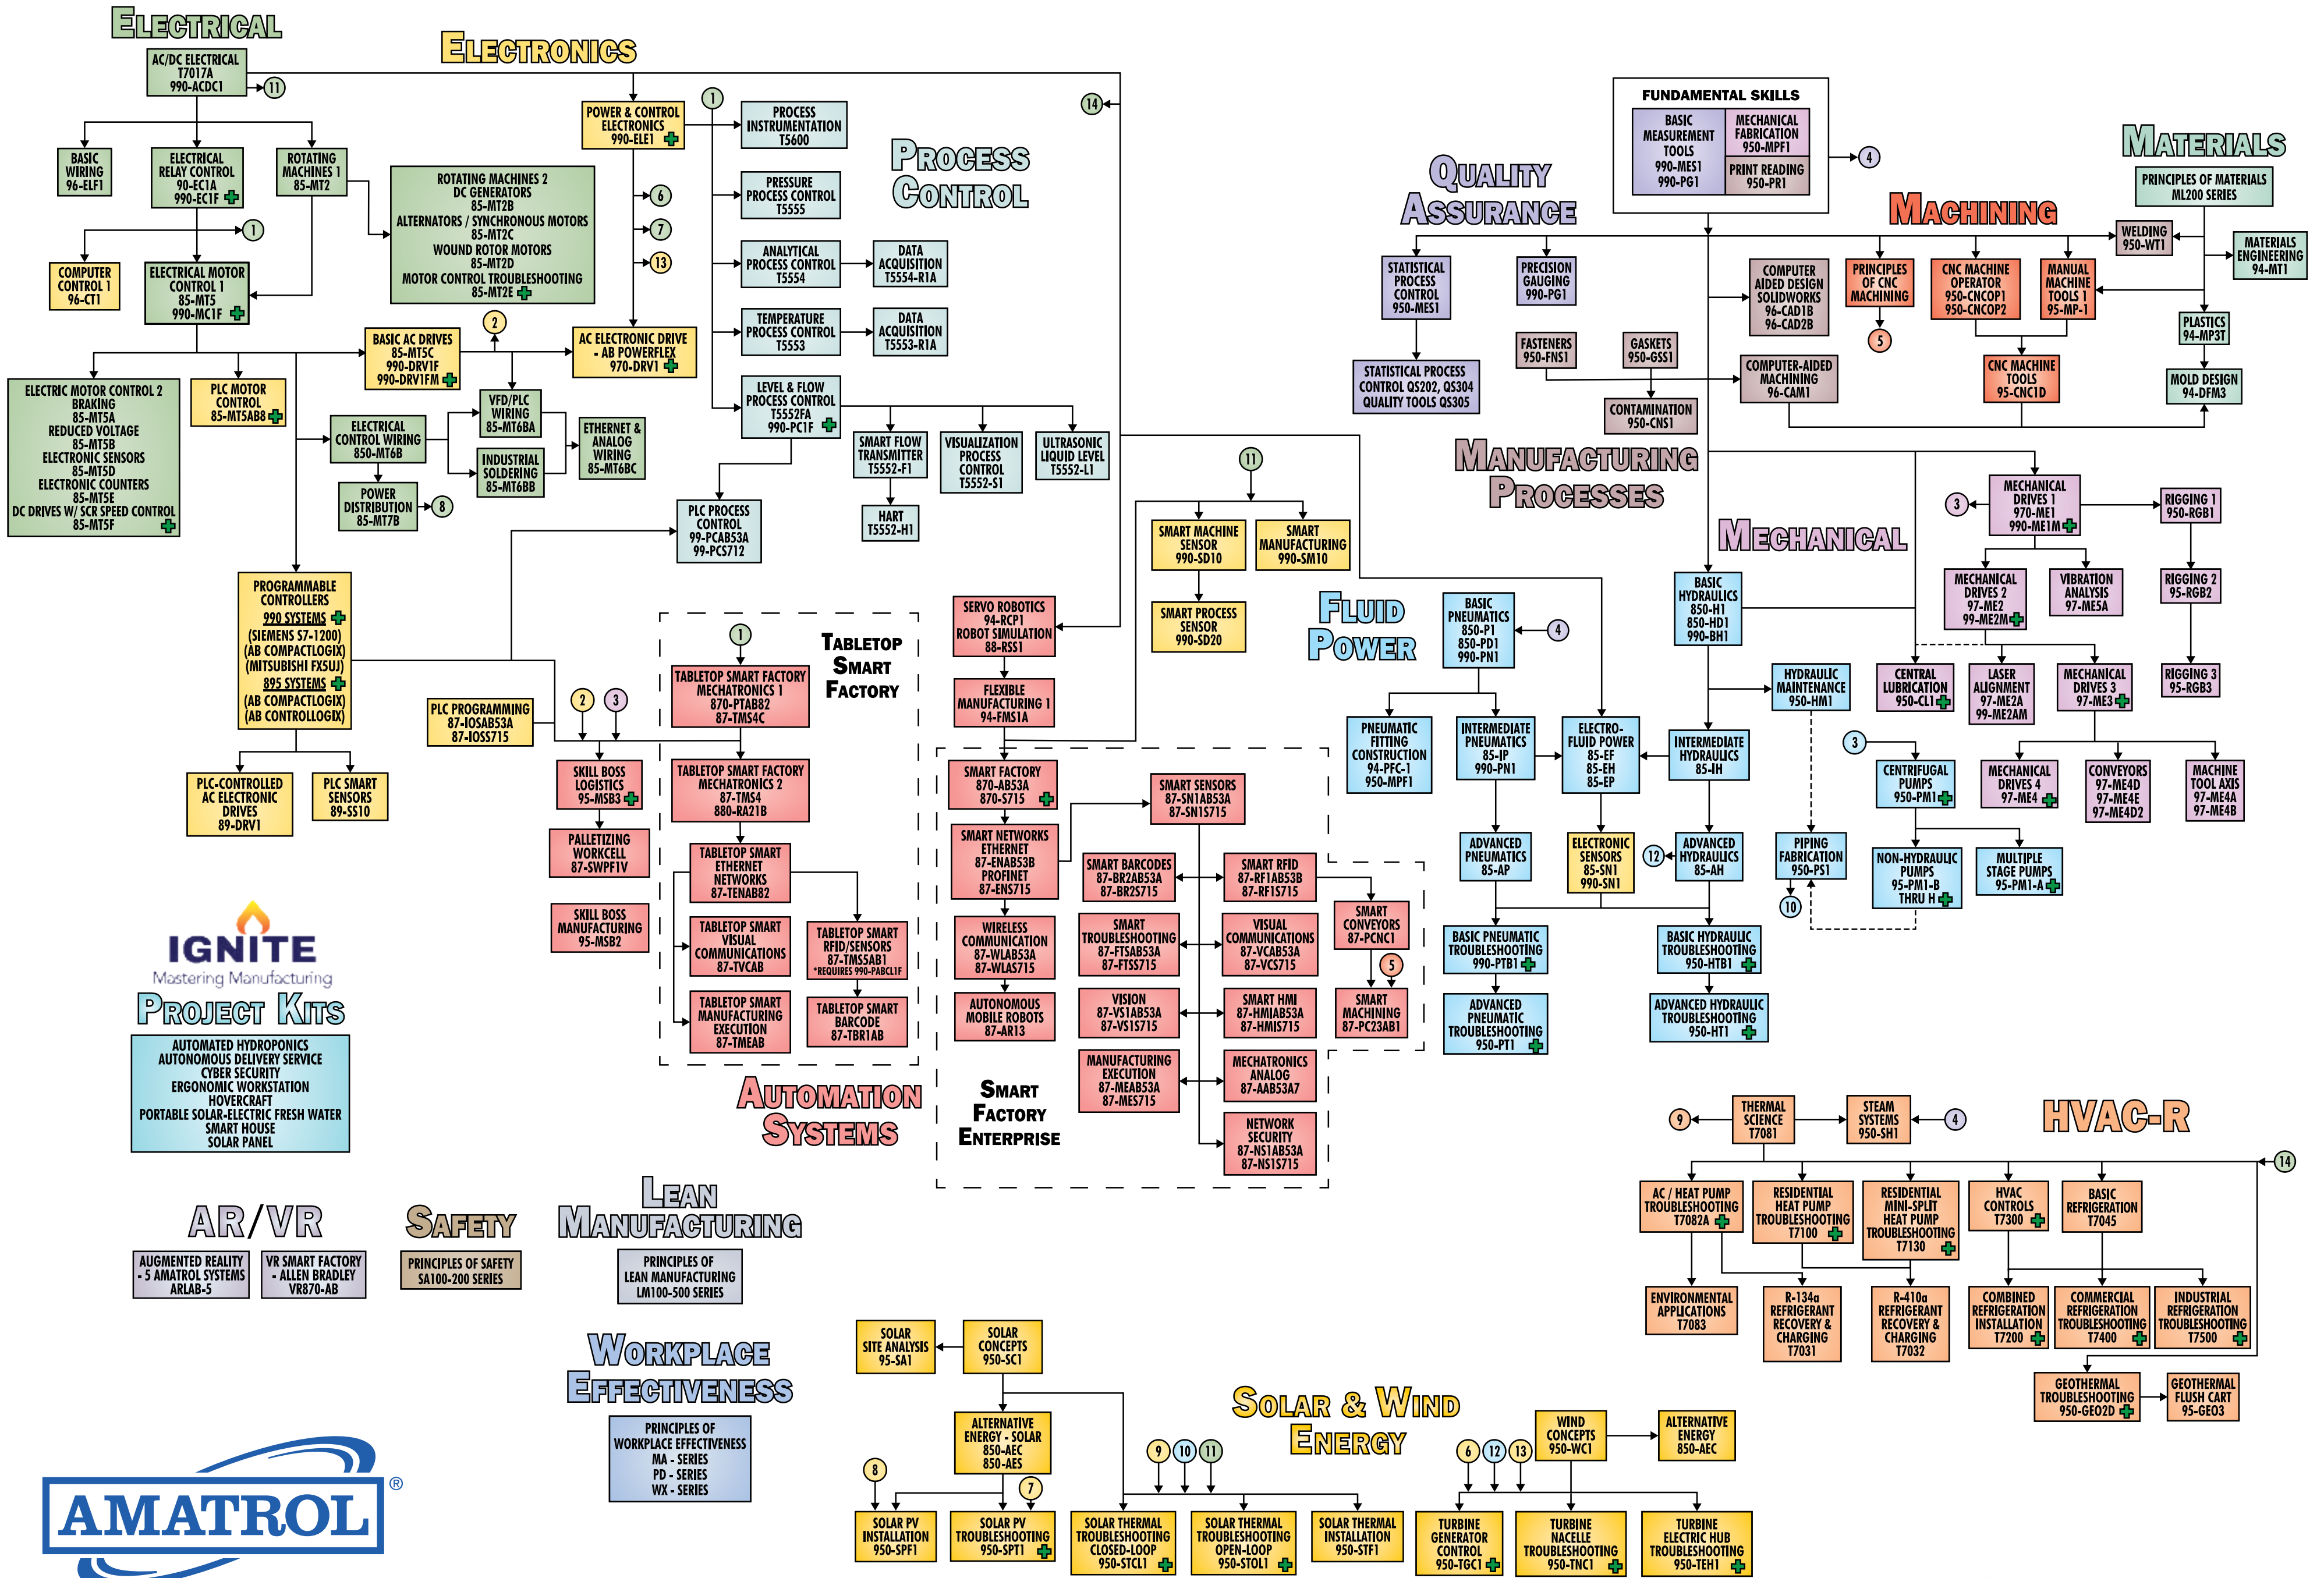 ELECTRICAL
AC/DC ELECTRICAL
T7017A
990-ACDC1
11
BASIC
WIRING
96-ELF1
ELECTRICAL
RELAY CONTROL
90-EC1A
990-EC1F
ROTATING
MACHINES 1
85-MT2
1
COMPUTER
CONTROL 1
96-CT1
ELECTRICAL MOTOR
CONTROL 1
85-MT5
990-MC1F
ROTATING MACHINES 2
DC GENERATORS
85-MT2B
ALTERNATORS / SYNCHRONOUS MOTORS
85-MT2C
WOUND ROTOR MOTORS
85-MT2D
MOTOR CONTROL TROUBLESHOOTING
85-MT2E
ELECTRIC MOTOR CONTROL 2
BRAKING
85-MT5A
REDUCED VOLTAGE
85-MT5B
ELECTRONIC SENSORS
85-MT5D
ELECTRONIC COUNTERS
85-MT5E
DC DRIVES W/ SCR SPEED CONTROL
85-MT5F
PLC MOTOR
CONTROL
85-MT5AB8
BASIC AC DRIVES
85-MT5C
990-DRV1F
990-DRV1FM
2
ELECTRICAL
CONTROL WIRING
850-MT6B
VFD/PLC
WIRING
85-MT6BA
INDUSTRIAL
SOLDERING
85-MT6BB
ETHERNET &
ANALOG
WIRING
85-MT6BC
POWER
DISTRIBUTION
85-MT7B
8
ELECTRONICS
POWER & CONTROL
ELECTRONICS
990-ELE1
6
7
13
AC ELECTRONIC DRIVE
- AB POWERFLEX
970-DRV1
PROGRAMMABLE
CONTROLLERS
990 SYSTEMS
(SIEMENS S7-1200)
(AB COMPACTLOGIX)
(MITSUBISHI FX5UJ)
895 SYSTEMS
(AB COMPACTLOGIX)
(AB CONTROLLOGIX)
PLC-CONTROLLED
AC ELECTRONIC
DRIVES
89-DRV1
PLC SMART
SENSORS
89-SS10
PLC PROGRAMMING
87-IOSAB53A
87-IOSS715
PROCESS
CONTROL
1
14
PROCESS
INSTRUMENTATION
T5600
PRESSURE
PROCESS CONTROL
T5555
ANALYTICAL
PROCESS CONTROL
T5554
DATA
ACQUISITION
T5554-R1A
TEMPERATURE
PROCESS CONTROL
T5553
DATA
ACQUISITION
T5553-R1A
LEVEL & FLOW
PROCESS CONTROL
T5552FA
990-PC1F
SMART FLOW
TRANSMITTER
T5552-F1
VISUALIZATION
PROCESS
CONTROL
T5552-S1
ULTRASONIC
LIQUID LEVEL
T5552-L1
HART
T5552-H1
PLC PROCESS
CONTROL
99-PCAB53A
99-PCS712
11
SMART MACHINE
SENSOR
990-SD10
SMART
MANUFACTURING
990-SM10
SMART PROCESS
SENSOR
990-SD20
FUNDAMENTAL SKILLS
BASIC
MEASUREMENT
TOOLS
990-MES1
990-PG1
MECHANICAL
FABRICATION
950-MPF1
PRINT READING
950-PR1
4
QUALITY
ASSURANCE
STATISTICAL
PROCESS
CONTROL
950-MES1
PRECISION
GAUGING
990-PG1
STATISTICAL PROCESS
CONTROL QS202, QS304
QUALITY TOOLS QS305
MACHINING
PRINCIPLES
OF CNC
MACHINING
5
CNC MACHINE
OPERATOR
950-CNCOP1
950-CNCOP2
MANUAL
MACHINE
TOOLS 1
95-MP-1
CNC MACHINE
TOOLS
95-CNC1D
MATERIALS
PRINCIPLES OF MATERIALS
ML200 SERIES
WELDING
950-WT1
MATERIALS
ENGINEERING
94-MT1
PLASTICS
94-MP3T
MOLD DESIGN
94-DFM3
COMPUTER
AIDED DESIGN
SOLIDWORKS
96-CAD1B
96-CAD2B
FASTENERS
950-FNS1
GASKETS
950-GSS1
COMPUTER-AIDED
MACHINING
96-CAM1
CONTAMINATION
950-CNS1
MANUFACTURING
PROCESSES
MECHANICAL
MECHANICAL
DRIVES 1
970-ME1
990-ME1M
3
RIGGING 1
950-RGB1
MECHANICAL
DRIVES 2
97-ME2
99-ME2M
VIBRATION
ANALYSIS
97-ME5A
RIGGING 2
95-RGB2
CENTRAL
LUBRICATION
950-CL1
LASER
ALIGNMENT
97-ME2A
99-ME2AM
MECHANICAL
DRIVES 3
97-ME3
RIGGING 3
95-RGB3
MECHANICAL
DRIVES 4
97-ME4
CONVEYORS
97-ME4D
97-ME4E
97-ME4D2
MACHINE
TOOL AXIS
97-ME4A
97-ME4B
FLUID
POWER
BASIC
PNEUMATICS
850-P1
850-PD1
990-PN1
4
BASIC
HYDRAULICS
850-H1
850-HD1
990-BH1
HYDRAULIC
MAINTENANCE
950-HM1
PNEUMATIC
FITTING
CONSTRUCTION
94-PFC-1
950-MPF1
INTERMEDIATE
PNEUMATICS
85-IP
990-PN1
ELECTRO-
FLUID POWER
85-EF
85-EH
85-EP
INTERMEDIATE
HYDRAULICS
85-IH
3
CENTRIFUGAL
PUMPS
950-PM1
ADVANCED
PNEUMATICS
85-AP
ELECTRONIC
SENSORS
85-SN1
990-SN1
12
ADVANCED
HYDRAULICS
85-AH
PIPING
FABRICATION
950-PS1
10
NON-HYDRAULIC
PUMPS
95-PM1-B
THRU H
MULTIPLE
STAGE PUMPS
95-PM1-A
BASIC PNEUMATIC
TROUBLESHOOTING
990-PTB1
BASIC HYDRAULIC
TROUBLESHOOTING
950-HTB1
ADVANCED
PNEUMATIC
TROUBLESHOOTING
950-PT1
ADVANCED HYDRAULIC
TROUBLESHOOTING
950-HT1
2
3
SKILL BOSS
LOGISTICS
95-MSB3
PALLETIZING
WORKCELL
87-SWPF1V
SKILL BOSS
MANUFACTURING
95-MSB2
TABLETOP
SMART
FACTORY
1
TABLETOP SMART FACTORY
MECHATRONICS 1
870-PTAB82
87-TMS4C
TABLETOP SMART FACTORY
MECHATRONICS 2
87-TMS4
880-RA21B
TABLETOP SMART
ETHERNET
NETWORKS
87-TENAB82
TABLETOP SMART
VISUAL
COMMUNICATIONS
87-TVCAB
TABLETOP SMART
RFID/SENSORS
87-TMS5AB1
*REQUIRES 990-PABCL1F
TABLETOP SMART
MANUFACTURING
EXECUTION
87-TMEAB
TABLETOP SMART
BARCODE
87-TBR1AB
AUTOMATION
SYSTEMS
SERVO ROBOTICS
94-RCP1
ROBOT SIMULATION
88-RSS1
FLEXIBLE
MANUFACTURING 1
94-FMS1A
SMART FACTORY
870-AB53A
870-S715
SMART NETWORKS
ETHERNET
87-ENAB53B
PROFINET
87-ENS715
WIRELESS
COMMUNICATION
87-WLAB53A
87-WLAS715
AUTONOMOUS
MOBILE ROBOTS
87-AR13
SMART SENSORS
87-SN1AB53A
87-SN1S715
SMART BARCODES
87-BR2AB53A
87-BR2S715
SMART RFID
87-RF1AB53B
87-RF1S715
SMART
TROUBLESHOOTING
87-FTSAB53A
87-FTSS715
VISUAL
COMMUNICATIONS
87-VCAB53A
87-VCS715
SMART
CONVEYORS
87-PCNC1
5
VISION
87-VS1AB53A
87-VS1S715
SMART HMI
87-HMIAB53A
87-HMIS715
SMART
MACHINING
87-PC23AB1
MANUFACTURING
EXECUTION
87-MEAB53A
87-MES715
MECHATRONICS
ANALOG
87-AAB53A7
NETWORK
SECURITY
87-NS1AB53A
87-NS1S715
SMART
FACTORY
ENTERPRISE
IGNITE
Mastering Manufacturing
PROJECT KITS
AUTOMATED HYDROPONICS
AUTONOMOUS DELIVERY SERVICE
CYBER SECURITY
ERGONOMIC WORKSTATION
HOVERCRAFT
PORTABLE SOLAR-ELECTRIC FRESH WATER
SMART HOUSE
SOLAR PANEL
AR/VR
AUGMENTED REALITY
- 5 AMATROL SYSTEMS
ARLAB-5
VR SMART FACTORY
- ALLEN BRADLEY
VR870-AB
SAFETY
PRINCIPLES OF SAFETY
SA100-200 SERIES
LEAN
MANUFACTURING
PRINCIPLES OF
LEAN MANUFACTURING
LM100-500 SERIES
WORKPLACE
EFFECTIVENESS
PRINCIPLES OF
WORKPLACE EFFECTIVENESS
MA - SERIES
PD - SERIES
WX - SERIES
HVAC-R
9
THERMAL
SCIENCE
T7081
STEAM
SYSTEMS
950-SH1
4
14
AC / HEAT PUMP
TROUBLESHOOTING
T7082A
RESIDENTIAL
HEAT PUMP
TROUBLESHOOTING
T7100
RESIDENTIAL
MINI-SPLIT
HEAT PUMP
TROUBLESHOOTING
T7130
HVAC
CONTROLS
T7300
BASIC
REFRIGERATION
T7045
ENVIRONMENTAL
APPLICATIONS
T7083
R-134a
REFRIGERANT
RECOVERY &
CHARGING
T7031
R-410a
REFRIGERANT
RECOVERY &
CHARGING
T7032
COMBINED
REFRIGERATION
INSTALLATION
T7200
COMMERCIAL
REFRIGERATION
TROUBLESHOOTING
T7400
INDUSTRIAL
REFRIGERATION
TROUBLESHOOTING
T7500
GEOTHERMAL
TROUBLESHOOTING
950-GEO2D
GEOTHERMAL
FLUSH CART
95-GEO3
SOLAR & WIND
ENERGY
SOLAR
SITE ANALYSIS
95-SA1
SOLAR
CONCEPTS
950-SC1
ALTERNATIVE
ENERGY - SOLAR
850-AEC
850-AES
8
7
9
10
11
SOLAR PV
INSTALLATION
950-SPF1
SOLAR PV
TROUBLESHOOTING
950-SPT1
SOLAR THERMAL
TROUBLESHOOTING
CLOSED-LOOP
950-STCL1
SOLAR THERMAL
TROUBLESHOOTING
OPEN-LOOP
950-STOL1
SOLAR THERMAL
INSTALLATION
950-STF1
6
12
13
WIND
CONCEPTS
950-WC1
ALTERNATIVE
ENERGY
850-AEC
TURBINE
GENERATOR
CONTROL
950-TGC1
TURBINE
NACELLE
TROUBLESHOOTING
950-TNC1
TURBINE
ELECTRIC HUB
TROUBLESHOOTING
950-TEH1
AMATROL®